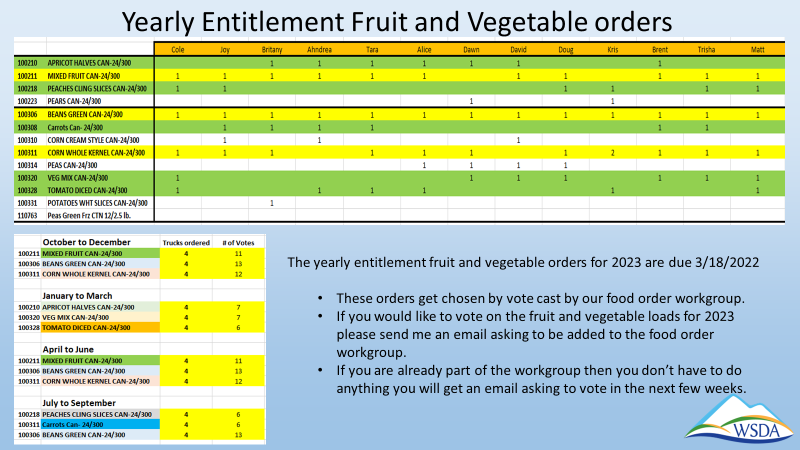 Yearly Entitlement Fruit and Vegetable orders
Cole Joy Britany Ahndrea Tara Alice Dawn David Doug Kris Brent Trisha Matt
100210 APRICOT HALVES CAN-24/300 1 1 1 1 1 1 1
100211 MIXED FRUIT CAN-24/300 1 1 1 1 1 1 1 1 1 1 1
100218 PEACHES CLING SLICES CAN-24/300 1 1 1 1 1 1
100223 PEARS CAN-24/300 1 1
100306 BEANS GREEN CAN-24/300 1 1 1 1 1 1 1 1 1 1 1 1 1
100308 Carrots Can- 24/300 1 1 1 1 1 1
100310 CORN CREAM STYLE CAN-24/300 1 1 1
100311 CORN WHOLE KERNEL CAN-24/300 1 1 1 1 1 1 1 1 2 1 1 1
100314 PEAS CAN-24/300 1 1 1 1
100320 VEG MIX CAN-24/300 1 1 1 1 1 1 1
100328 TOMATO DICED CAN-24/300 1 1 1 1 1 1
100331 POTATOES WHT SLICES CAN-24/300 1
110763 Peas Green Frz CTN 12/2.5 lb.
October to December Trucks ordered # of Votes
100211 MIXED FRUIT CAN-24/300 4 11
100306 BEANS GREEN CAN-24/300 4 13
100311 CORN WHOLE KERNEL CAN-24/300 4 12
January to March
100210 APRICOT HALVES CAN-24/300 4 7
100320 VEG MIX CAN-24/300 4 7
100328 TOMATO DICED CAN-24/300 4 6
April to June
100211 MIXED FRUIT CAN-24/300 4 11
100306 BEANS GREEN CAN-24/300 4 13
100311 CORN WHOLE KERNEL CAN-24/300 4 12
July to September
100218 PEACHES CLING SLICES CAN-24/300 4 6
100311 Carrots Can- 24/300 4 6
100306 BEANS GREEN CAN-24/300 4 13
The yearly entitlement fruit and vegetable orders for 2023 are due 3/18/2022
• These orders get chosen by vote cast by our food order workgroup.
• If you would like to vote on the fruit and vegetable loads for 2023
please send me an email asking to be added to the food order
workgroup.
• If you are already part of the workgroup then you don't have to do
anything you will get an email asking to vote in the next few weeks.
WSDA